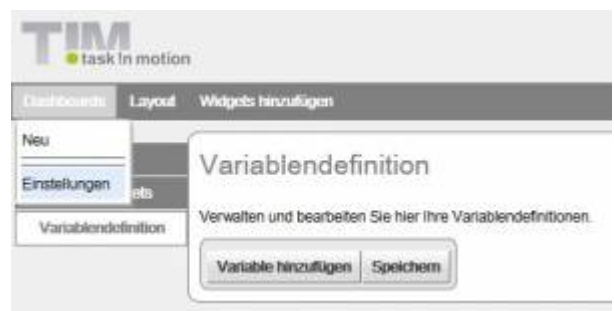 TIM
task in motion
Dashboards Layout Widgets hinzufügen
Neu
Einstellungen
ets
Variablendefinition
Variablendefinition
Verwalten und bearbeiten Sie hier Ihre Variablendefinitionen.
Variable hinzufügen Speichern